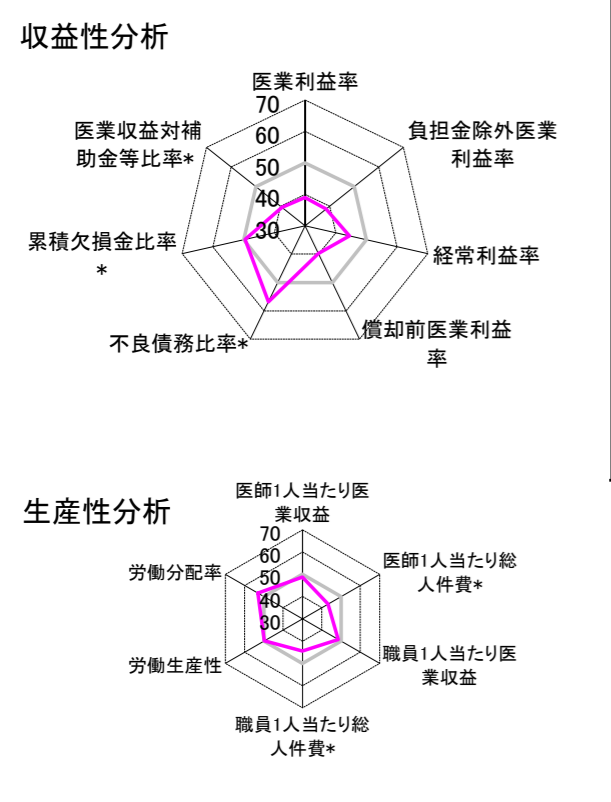 収益性分析
医業利益率
負担金除外医業
利益率
経常利益率
償却前医業利益
率
不良債務比率*
累積欠損金比率
*
医業収益対補
助金等比率*
70
60
50
40
30
生産性分析
医師1人当たり医
業収益
医師1人当たり総
人件費*
職員1人当たり医
業収益
職員1人当たり総
人件費*
労働生産性
労働分配率
70
60
50
40
30